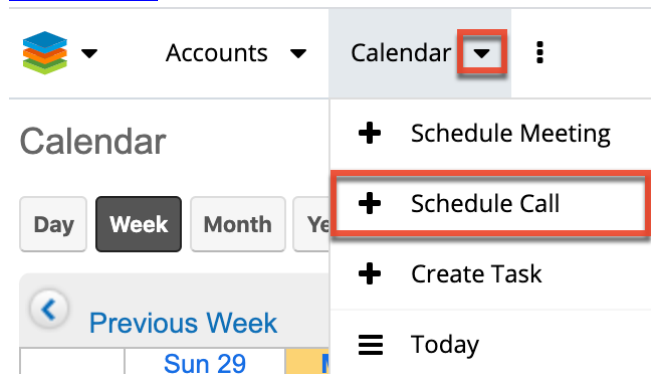 Accounts Calendar
Calendar
Schedule Meeting
Schedule Call
Day Week Month Ye
Create Task
Previous Week
Today
Sun 29